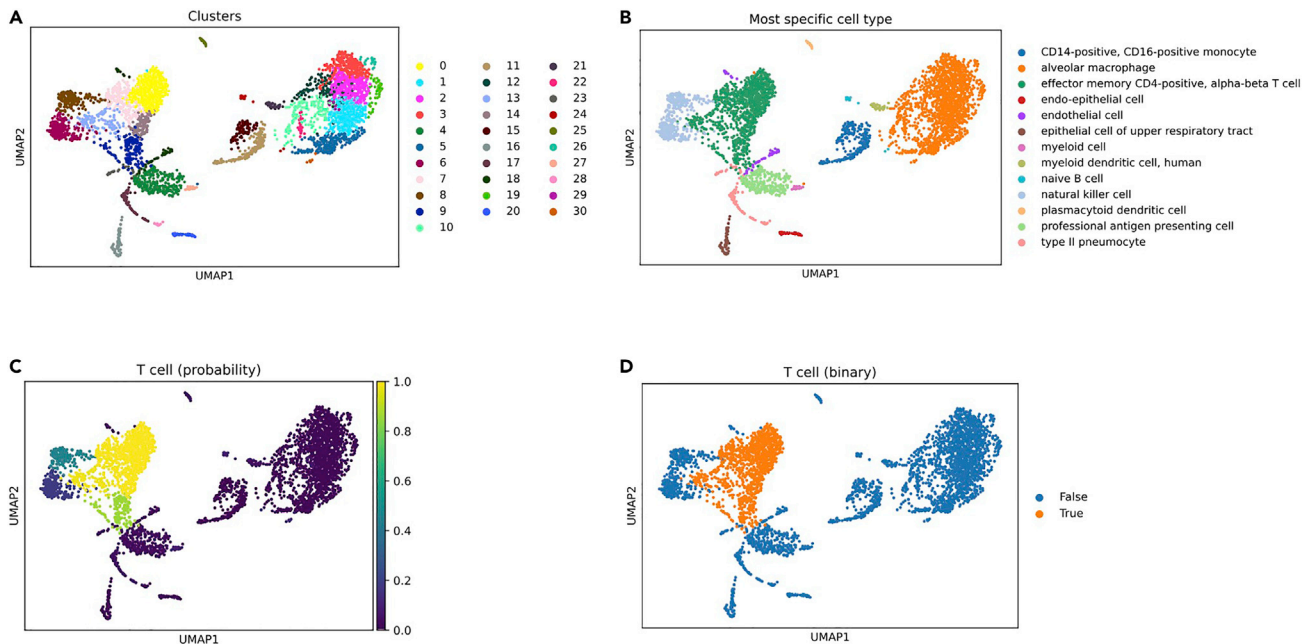 A
Clusters
UMAP2
UMAP1
0
1
2
3
4
5
6
7
8
9
10
11
12
13
14
15
16
17
18
19
20
21
22
23
24
25
26
27
28
29
30
B
Most specific cell type
UMAP2
UMAP1
CD14-positive, CD16-positive monocyte
alveolar macrophage
effector memory CD4-positive, alpha-beta T cell
endo-epithelial cell
endothelial cell
epithelial cell of upper respiratory tract
myeloid cell
myeloid dendritic cell, human
naive B cell
natural killer cell
plasmacytoid dendritic cell
professional antigen presenting cell
type II pneumocyte
C
T cell (probability)
UMAP2
UMAP1
1.0
0.8
0.6
0.4
0.2
0.0
D
T cell (binary)
UMAP2
UMAP1
False
True